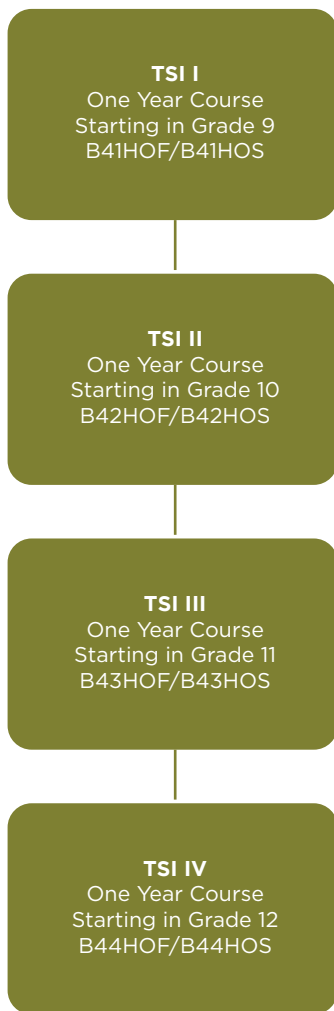 TSI I
One Year Course
Starting in Grade 9
B41HOF/B41HOS
TSI II
One Year Course
Starting in Grade 10
B42HOF/B42HOS
TSI III
One Year Course
Starting in Grade 11
B43HOF/B43HOS
TSI IV
One Year Course
Starting in Grade 12
B44HOF/B44HOS